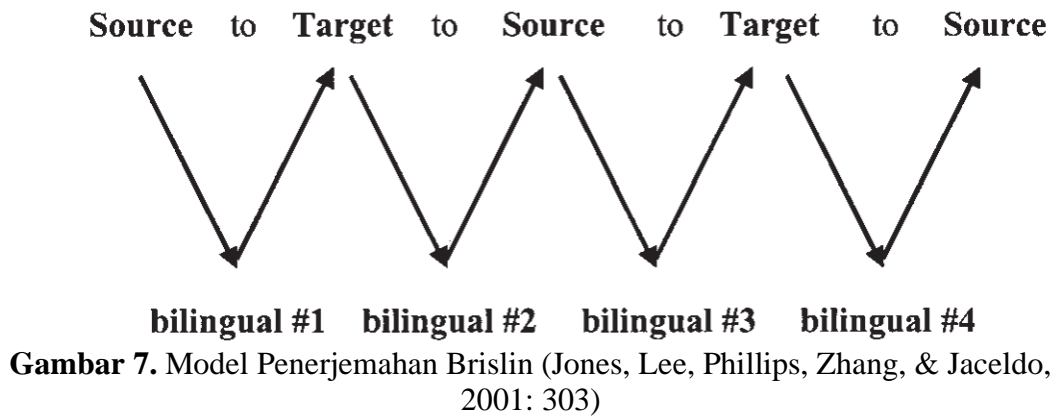 Source to Target to Source to Target to Source
bilingual #1 bilingual #2 bilingual #3 bilingual #4
Gambar 7. Model Penerjemahan Brislin (Jones, Lee, Phillips, Zhang, & Jaceldo,
2001: 303)